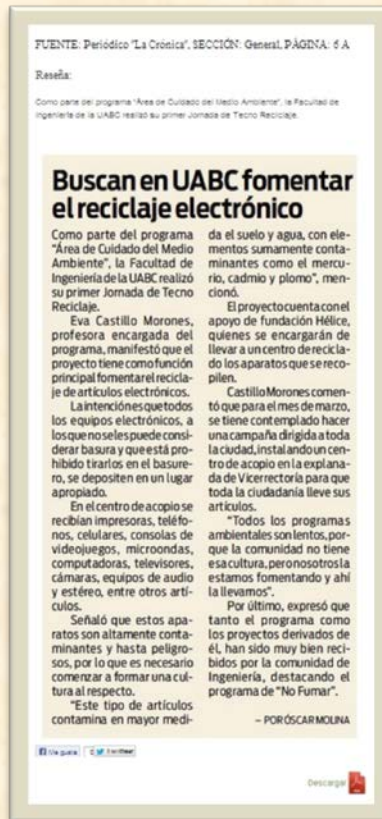 FUENTE: Periódico "La Crónica", SECCIÓN: General, PÁGINA: 6 A
Reseña:
Como parte del programa "Área de Cuidado del Medio Ambiente", la Facultad de
Ingeniería de la UABC realizó su primer Jornada de Tecno Reciclaje.
Buscan en UABC fomentar
el reciclaje electrónico
Como parte del programa
"Área de Cuidado del Medio
Ambiente", la Facultad de
Ingeniería de la UABC realizó
su primer Jornada de Tecno
Reciclaje.
Eva Castillo Morones,
profesora encargada del
programa, manifestó que el
proyecto tiene como función
principal fomentar el recicla-
je de artículos electrónicos.
La intención es que todos
los equipos electrónicos, a
los que no se les puede consi-
derar basura y que está pro-
hibido tirarlos en el basure-
ro, se depositen en un lugar
apropiado.
En el centro de acopio se
recibían impresoras, teléfo-
nos, celulares, consolas de
videojuegos, microondas,
computadoras, televisores,
cámaras, equipos de audio
y estéreo, entre otros artí-
culos.
Señaló que estos apa-
ratos son altamente conta-
minantes y hasta peligro-
sos, por lo que es necesario
comenzar a formar una cul-
tura al respecto.
"Este tipo de artículos
contamina en mayor medi-
da el suelo y agua, con ele-
mentos sumamente conta-
minantes como el mercu-
rio, cadmio y plomo", men-
cionó.
El proyecto cuenta con el
apoyo de fundación Hélice,
quienes se encargarán de
llevar a un centro de recicla-
do los aparatos que se reco-
pilen.
Castillo Morones comen-
tó que para el mes de marzo,
se tiene contemplado hacer
una campaña dirigida a toda
la ciudad, instalando un cen-
tro de acopio en la explana-
da de Vicerrectoría para que
toda la ciudadanía lleve sus
artículos.
"Todos los programas
ambientales son lentos, por-
que la comunidad no tiene
esa cultura, pero nosotros la
estamos fomentando y ahí
la llevamos".
Por último, expresó que
tanto el programa como
los proyectos derivados de
él, han sido muy bien reci-
bidos por la comunidad de
Ingeniería, destacando el
programa de "No Fumar".
– POR ÓSCAR MOLINA
Me gusta
Twittear
Descargar